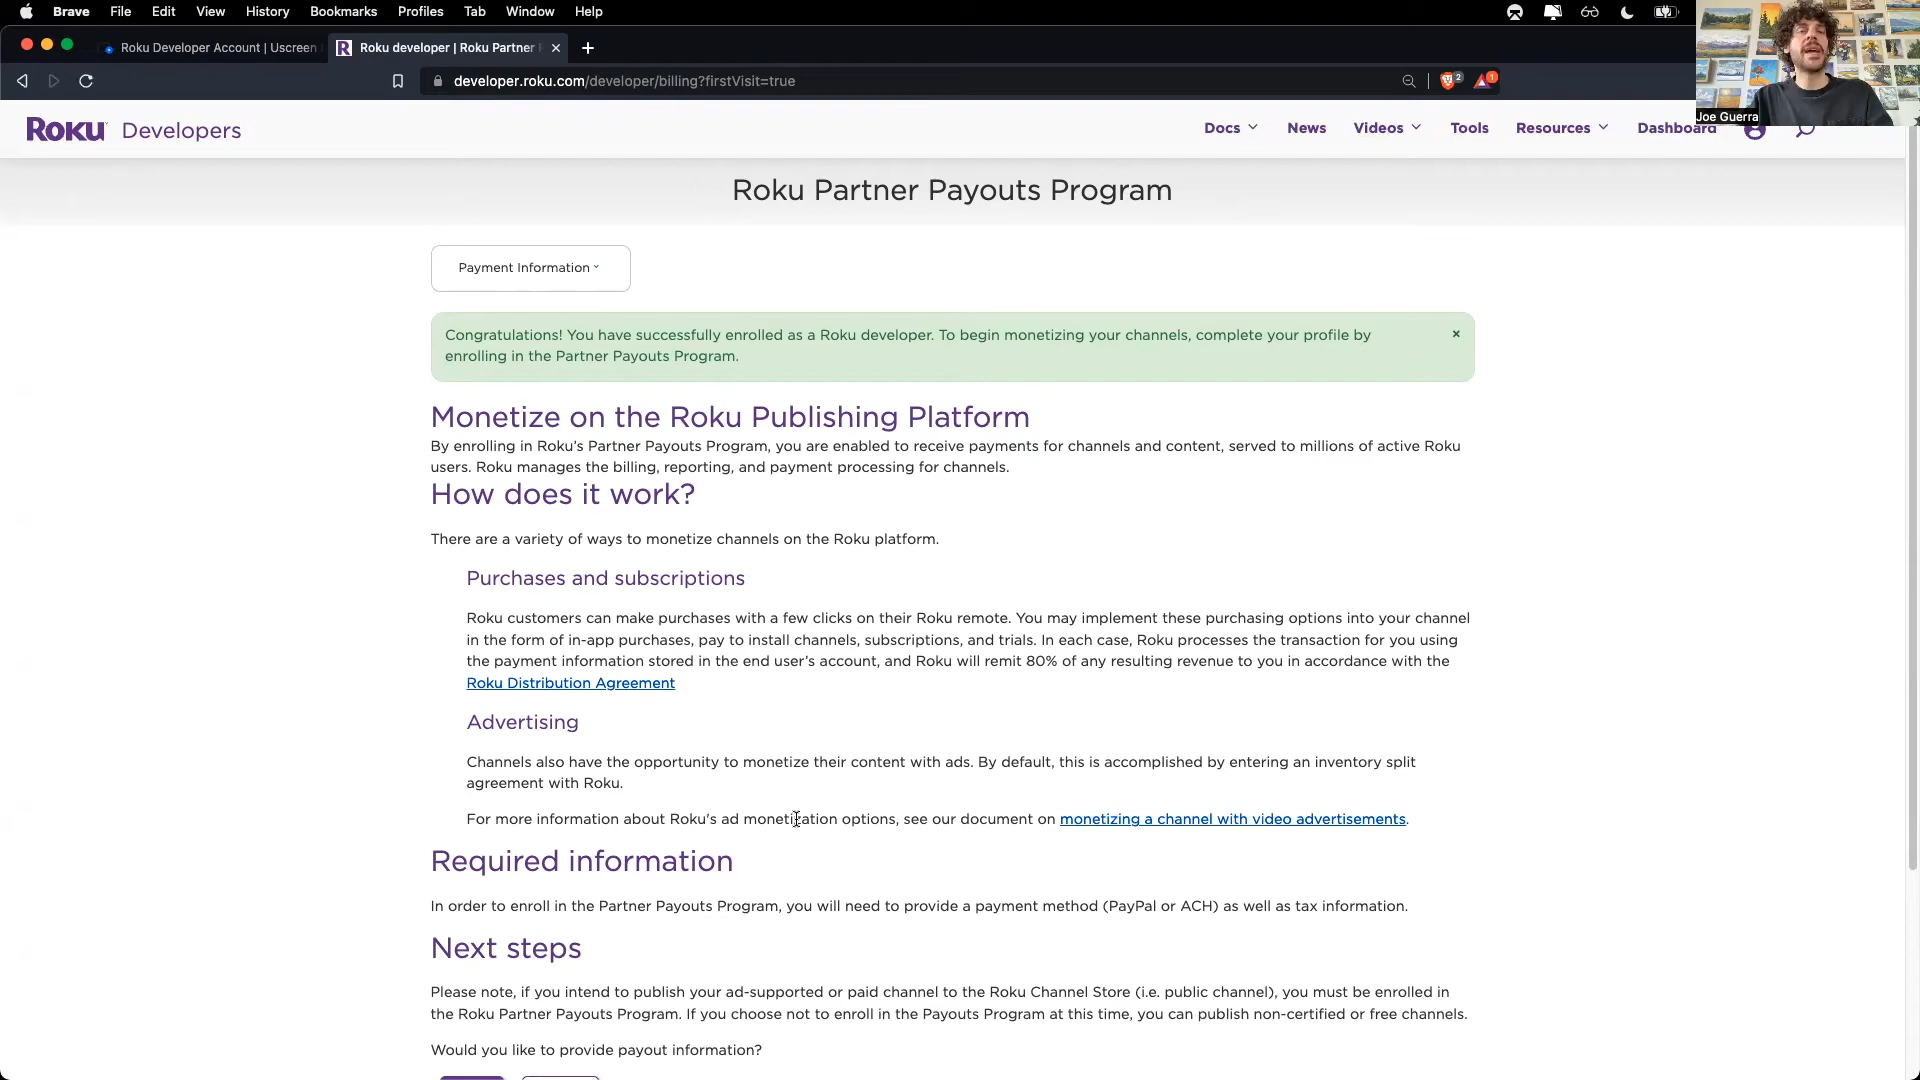 Brave File Edit View History Bookmarks Profiles Tab Window Help
Roku Developer Account | Uscreen
Roku developer | Roku Partner
developer.roku.com/developer/billing?firstVisit=true
2
1
Joe Guerra
Roku Developers
Docs News Videos Tools Resources Dashboard
Roku Partner Payouts Program
Payment Information
Congratulations! You have successfully enrolled as a Roku developer. To begin monetizing your channels, complete your profile by
enrolling in the Partner Payouts Program.
Monetize on the Roku Publishing Platform
By enrolling in Roku’s Partner Payouts Program, you are enabled to receive payments for channels and content, served to millions of active Roku
users. Roku manages the billing, reporting, and payment processing for channels.
How does it work?
There are a variety of ways to monetize channels on the Roku platform.
Purchases and subscriptions
Roku customers can make purchases with a few clicks on their Roku remote. You may implement these purchasing options into your channel
in the form of in-app purchases, pay to install channels, subscriptions, and trials. In each case, Roku processes the transaction for you using
the payment information stored in the end user’s account, and Roku will remit 80% of any resulting revenue to you in accordance with the
Roku Distribution Agreement
Advertising
Channels also have the opportunity to monetize their content with ads. By default, this is accomplished by entering an inventory split
agreement with Roku.
For more information about Roku's ad monetization options, see our document on monetizing a channel with video advertisements.
Required information
In order to enroll in the Partner Payouts Program, you will need to provide a payment method (PayPal or ACH) as well as tax information.
Next steps
Please note, if you intend to publish your ad-supported or paid channel to the Roku Channel Store (i.e. public channel), you must be enrolled in
the Roku Partner Payouts Program. If you choose not to enroll in the Payouts Program at this time, you can publish non-certified or free channels.
Would you like to provide payout information?